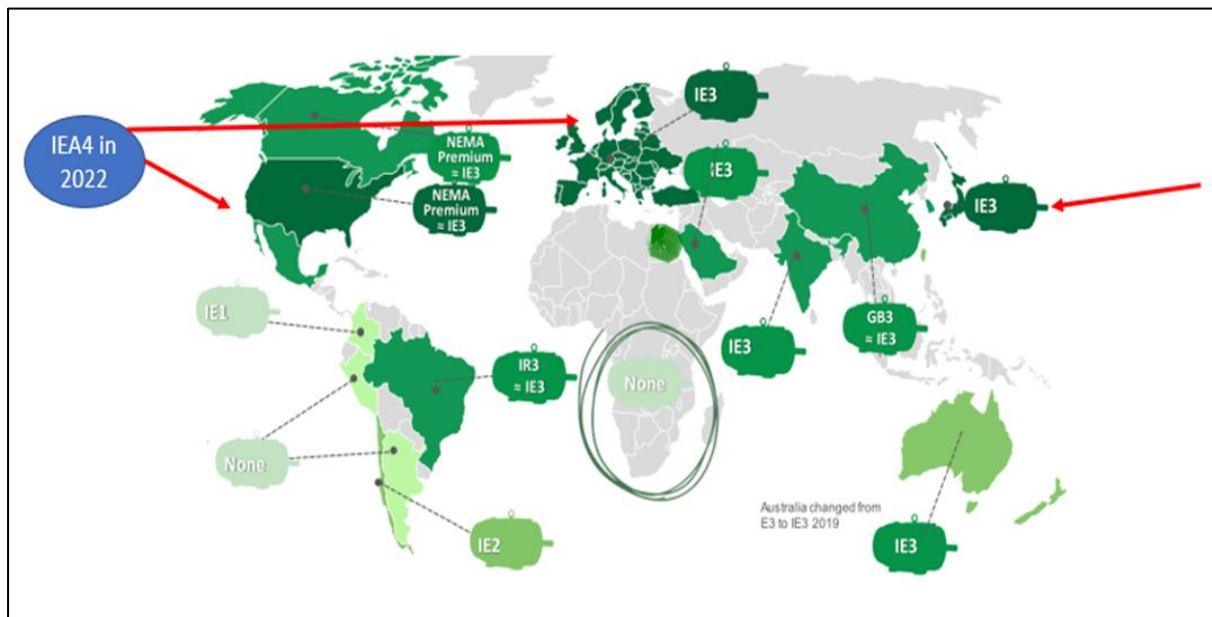 IEA4 in
2022
NEMA
Premium
≈ IE3
NEMA
Premium
≈ IE3
IE3
IE3
IE3
IE1
IR3
≈ IE3
None
IE3
GB3
≈ IE3
None
IE2
Australia changed from
E3 to IE3 2019
IE3